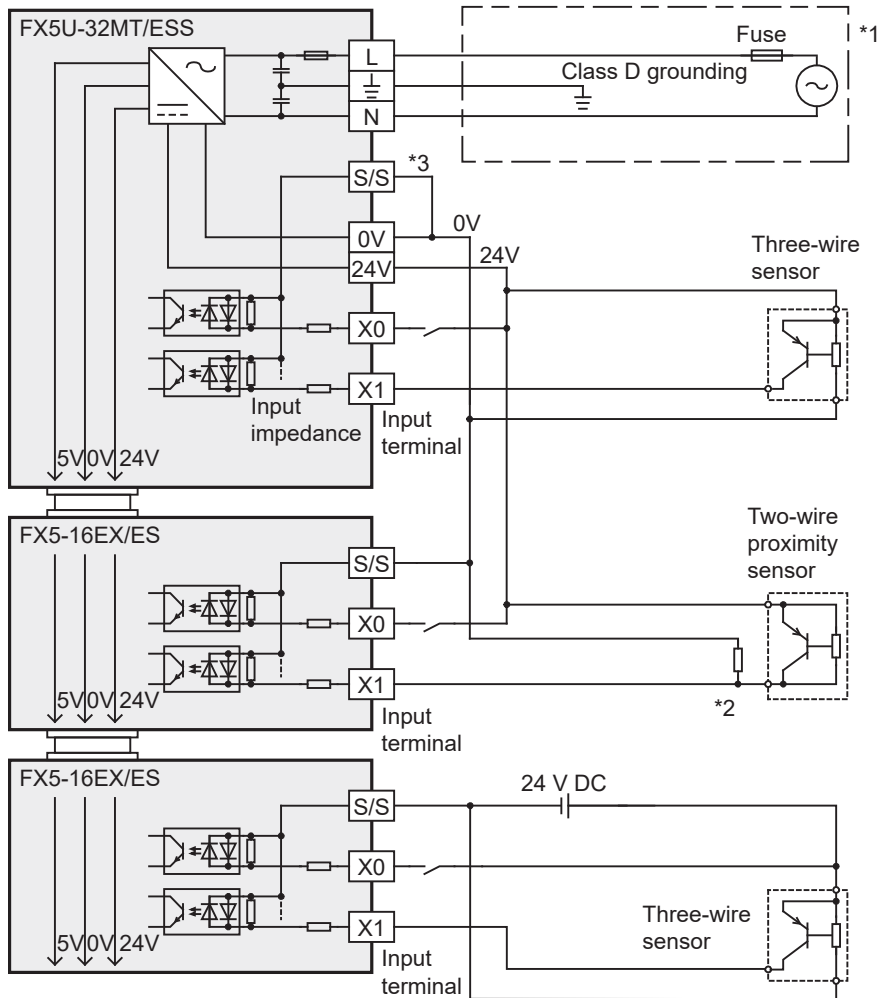 FX5U-32MT/ESS
Fuse
*1
L
Class D grounding
N
S/S
*3
0V
0V
24V
24V
Three-wire
sensor
X0
X1
Input
impedance
Input
terminal
5V 0V 24V
FX5-16EX/ES
Two-wire
proximity
sensor
S/S
X0
X1
*2
5V 0V 24V
Input
terminal
FX5-16EX/ES
24 V DC
S/S
X0
Three-wire
sensor
X1
5V 0V 24V
Input
terminal